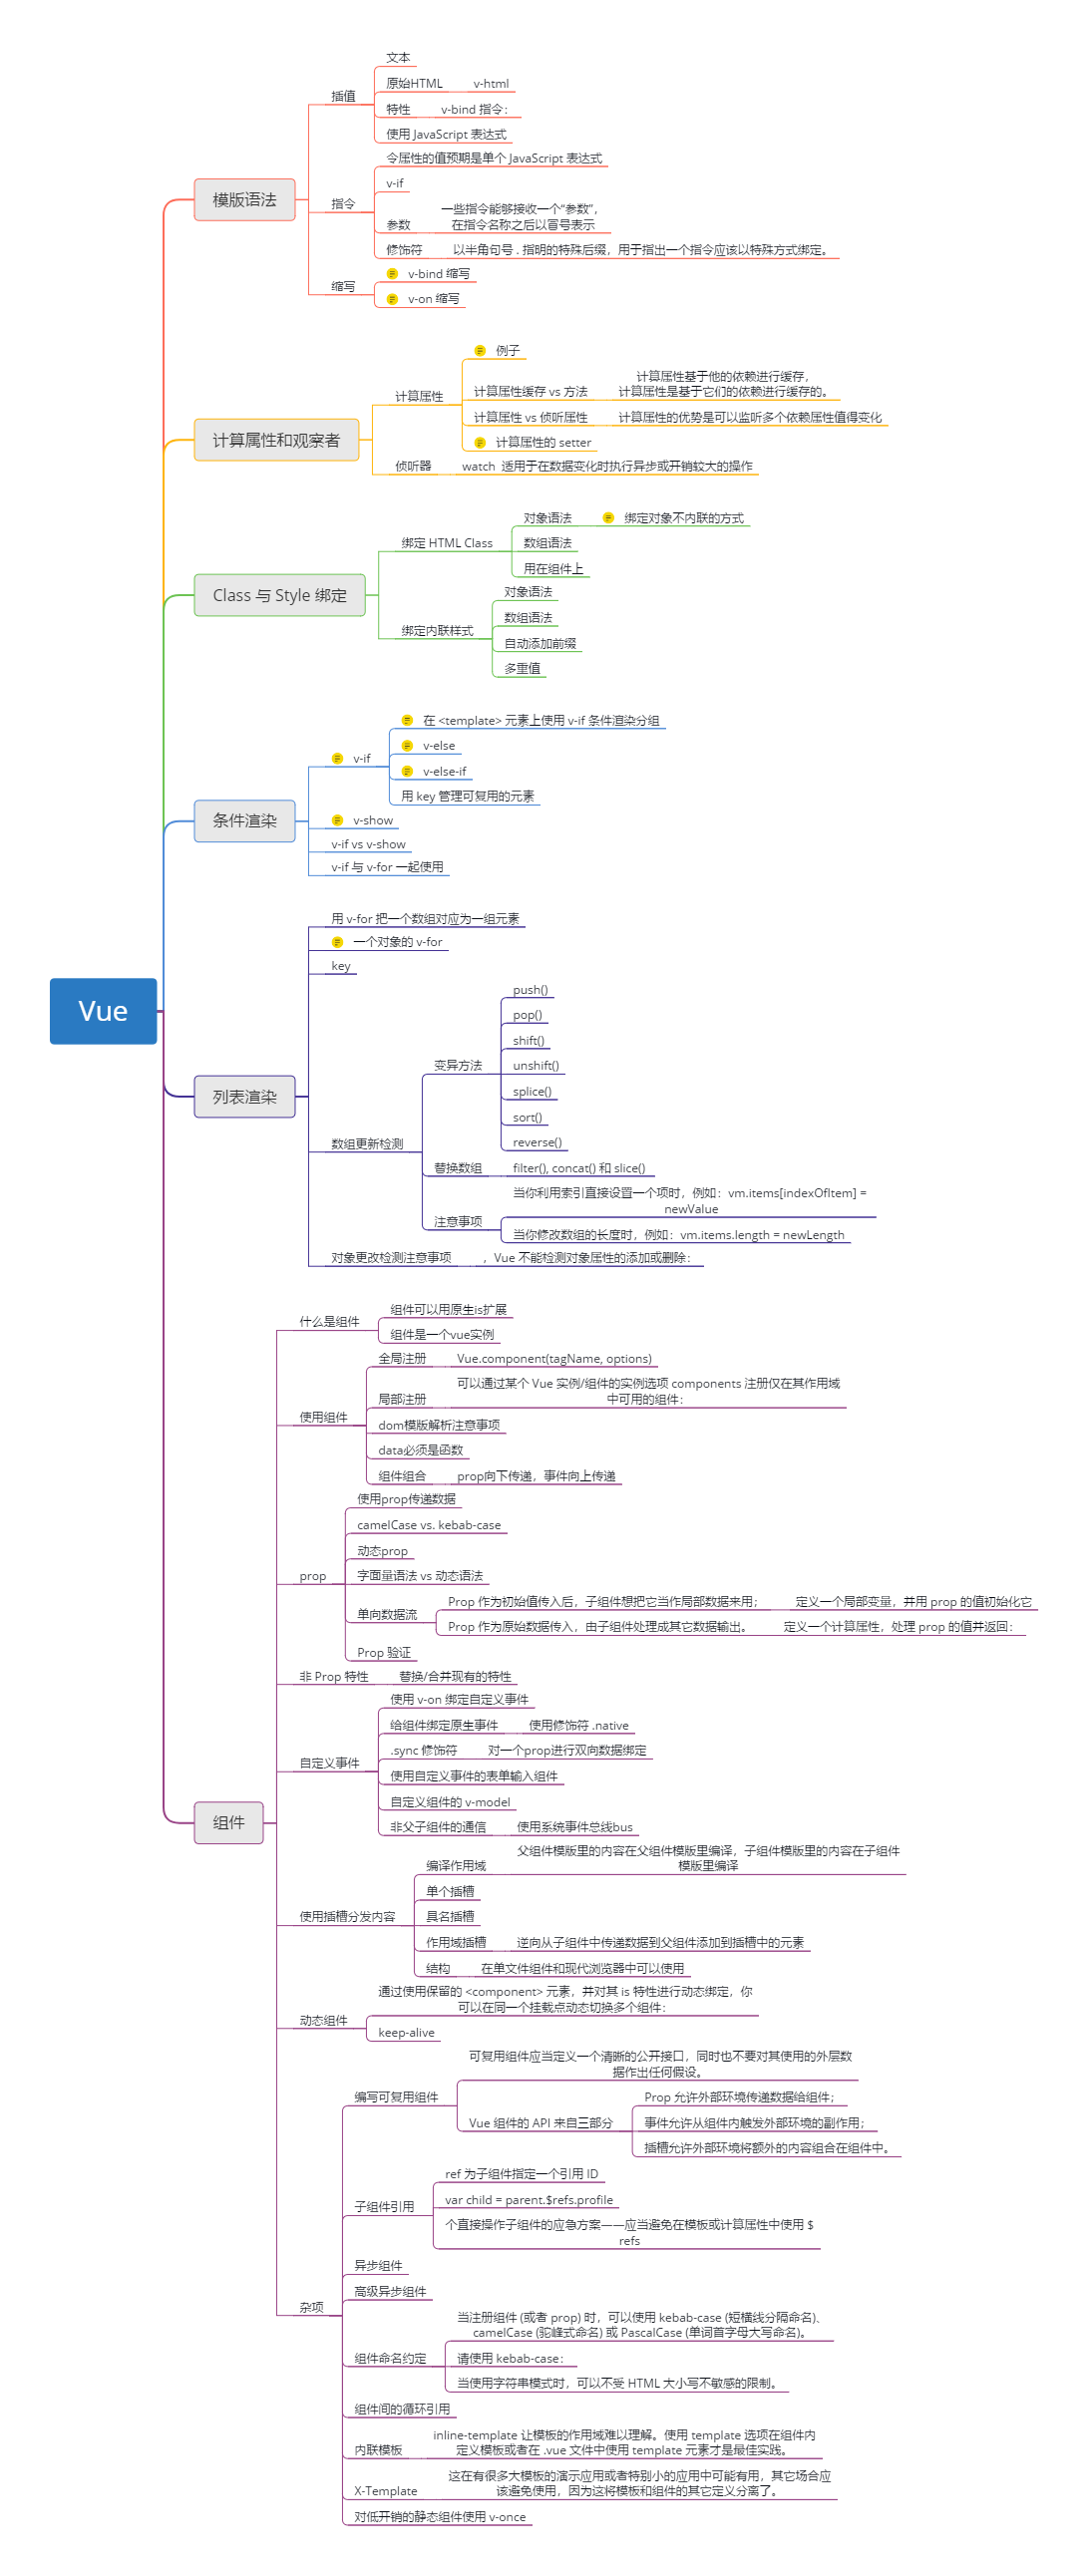 Vue
模版语法
插值
文本
原始HTML
v-html
特性
v-bind 指令：
使用 JavaScript 表达式
指令
令属性的值预期是单个 JavaScript 表达式
v-if
参数
一些指令能够接收一个“参数”，
在指令名称之后以冒号表示
修饰符
以半角句号 . 指明的特殊后缀，用于指出一个指令应该以特殊方式绑定。
缩写
v-bind 缩写
v-on 缩写
计算属性和观察者
计算属性
例子
计算属性缓存 vs 方法
计算属性基于他的依赖进行缓存，
计算属性是基于它们的依赖进行缓存的。
计算属性 vs 侦听属性
计算属性的优势是可以监听多个依赖属性值得变化
计算属性的 setter
侦听器
watch 适用于在数据变化时执行异步或开销较大的操作
Class 与 Style 绑定
绑定 HTML Class
对象语法
绑定对象不内联的方式
数组语法
用在组件上
绑定内联样式
对象语法
数组语法
自动添加前缀
多重值
条件渲染
v-if
在 <template> 元素上使用 v-if 条件渲染分组
v-else
v-else-if
用 key 管理可复用的元素
v-show
v-if vs v-show
v-if 与 v-for 一起使用
列表渲染
用 v-for 把一个数组对应为一组元素
一个对象的 v-for
key
数组更新检测
变异方法
push()
pop()
shift()
unshift()
splice()
sort()
reverse()
替换数组
filter(), concat() 和 slice()
注意事项
当你利用索引直接设置一个项时，例如：vm.items[indexOfItem] =
newValue
当你修改数组的长度时，例如：vm.items.length = newLength
对象更改检测注意事项
，Vue 不能检测对象属性的添加或删除：
组件
什么是组件
组件可以用原生is扩展
组件是一个vue实例
使用组件
全局注册
Vue.component(tagName, options)
局部注册
可以通过某个 Vue 实例/组件的实例选项 components 注册仅在其作用域
中可用的组件：
dom模版解析注意事项
data必须是函数
组件组合
prop向下传递，事件向上传递
prop
使用prop传递数据
camelCase vs. kebab-case
动态prop
字面量语法 vs 动态语法
单向数据流
Prop 作为初始值传入后，子组件想把它当作局部数据来用；
定义一个局部变量，并用 prop 的值初始化它
Prop 作为原始数据传入，由子组件处理成其它数据输出。
定义一个计算属性，处理 prop 的值并返回：
Prop 验证
非 Prop 特性
替换/合并现有的特性
自定义事件
使用 v-on 绑定自定义事件
给组件绑定原生事件
使用修饰符 .native
.sync 修饰符
对一个prop进行双向数据绑定
使用自定义事件的表单输入组件
自定义组件的 v-model
非父子组件的通信
使用系统事件总线bus
使用插槽分发内容
编译作用域
父组件模版里的内容在父组件模版里编译，子组件模版里的内容在子组件
模版里编译
单个插槽
具名插槽
作用域插槽
逆向从子组件中传递数据到父组件添加到插槽中的元素
结构
在单文件组件和现代浏览器中可以使用
动态组件
通过使用保留的 <component> 元素，并对其 is 特性进行动态绑定，你
可以在同一个挂载点动态切换多个组件：
keep-alive
杂项
编写可复用组件
可复用组件应当定义一个清晰的公开接口，同时也不要对其使用的外层数
据作出任何假设。
Vue 组件的 API 来自三部分
Prop 允许外部环境传递数据给组件；
事件允许从组件内触发外部环境的副作用；
插槽允许外部环境将额外的内容组合在组件中。
子组件引用
ref 为子组件指定一个引用 ID
var child = parent.$refs.profile
个直接操作子组件的应急方案——应当避免在模板或计算属性中使用 $
refs
异步组件
高级异步组件
组件命名约定
当注册组件 (或者 prop) 时，可以使用 kebab-case (短横线分隔命名)、
camelCase (驼峰式命名) 或 PascalCase (单词首字母大写命名)。
请使用 kebab-case：
当使用字符串模式时，可以不受 HTML 大小写不敏感的限制。
组件间的循环引用
内联模板
inline-template 让模板的作用域难以理解。使用 template 选项在组件内
定义模板或者在 .vue 文件中使用 template 元素才是最佳实践。
X-Template
这在有很多大模板的演示应用或者特别小的应用中可能有用，其它场合应
该避免使用，因为这将模板和组件的其它定义分离了。
对低开销的静态组件使用 v-once